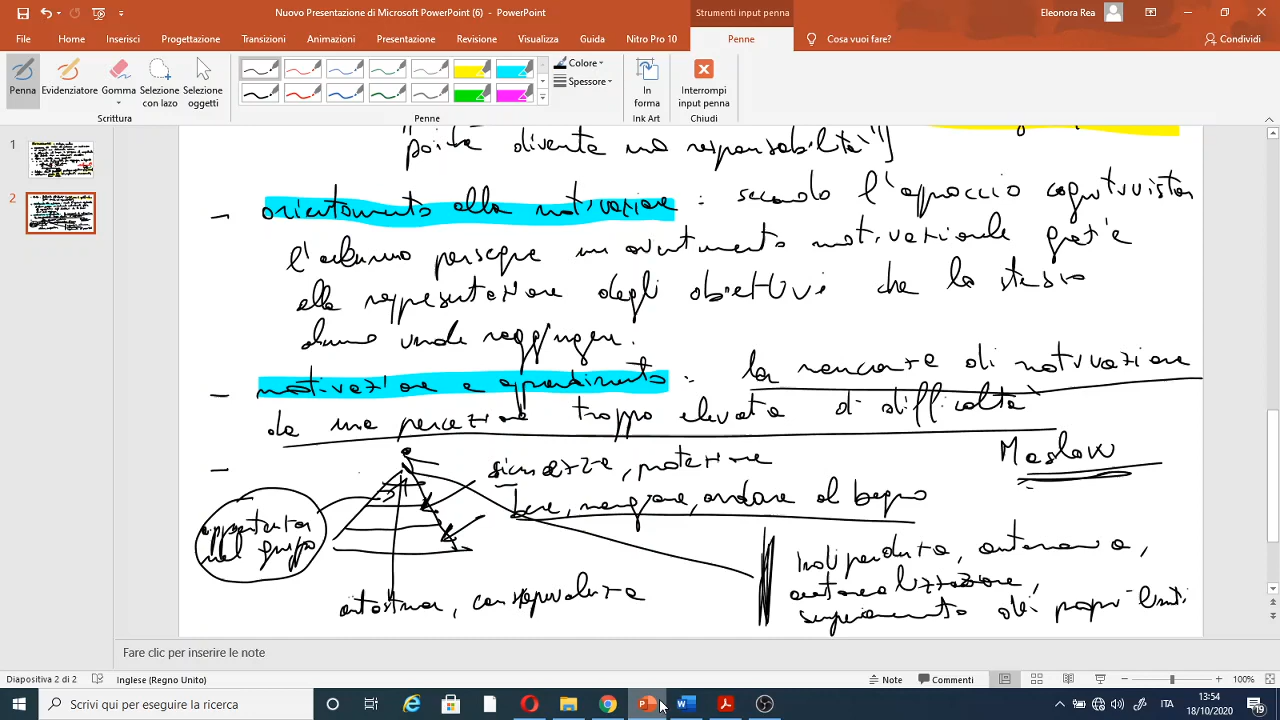 Nuovo Presentazione di Microsoft PowerPoint (6) - PowerPoint
Strumenti input penna
Eleonora Rea
File Home Inserisci Progettazione Transizioni Animazioni Presentazione Revisione Visualizza Guida Nitro Pro 10 Penne Cosa vuoi fare? Condividi
Penna Evidenziatore Gomma Selezione con lazo Selezione oggetti
Colore
Spessore
In forma
Interrompi input penna
Scrittura Penne Ink Art Chiudi
1
2
diventa una responsabilità"]
- orientamento alla motivazione : secondo l'approccio cognitivista
l'alunno persegue un orientamento motivazionale grazie
alla rappresentazione degli obiettivi che lo stesso
alunno vuole raggiungere.
- motivazione e apprendimento : la mancanza di motivazione
da una percezione troppo elevata di difficoltà
- sicurezza, protezione
Maslow
bere, mangiare, andare al bagno
nel gruppo
autostima, consapevolezza
autonomia,
superamento dei propri limiti
Fare clic per inserire le note
Diapositiva 2 di 2 Inglese (Regno Unito) Note Commenti 100%
Scrivi qui per eseguire la ricerca
ITA
13:54
18/10/2020
19